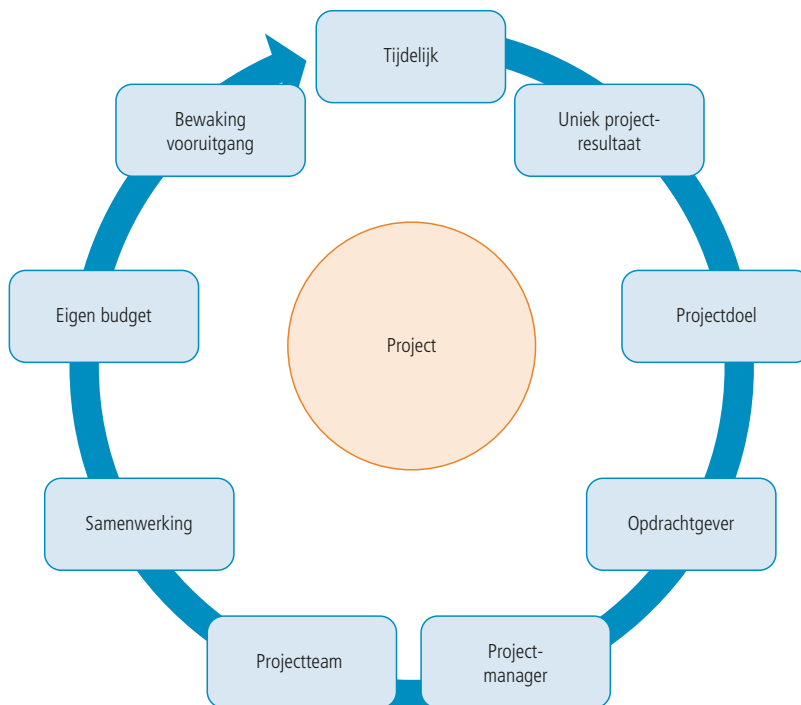 Tijdelijk
Uniek project-
resultaat
Projectdoel
Opdrachtgever
Project-
manager
Projectteam
Samenwerking
Eigen budget
Bewaking
vooruitgang
Project